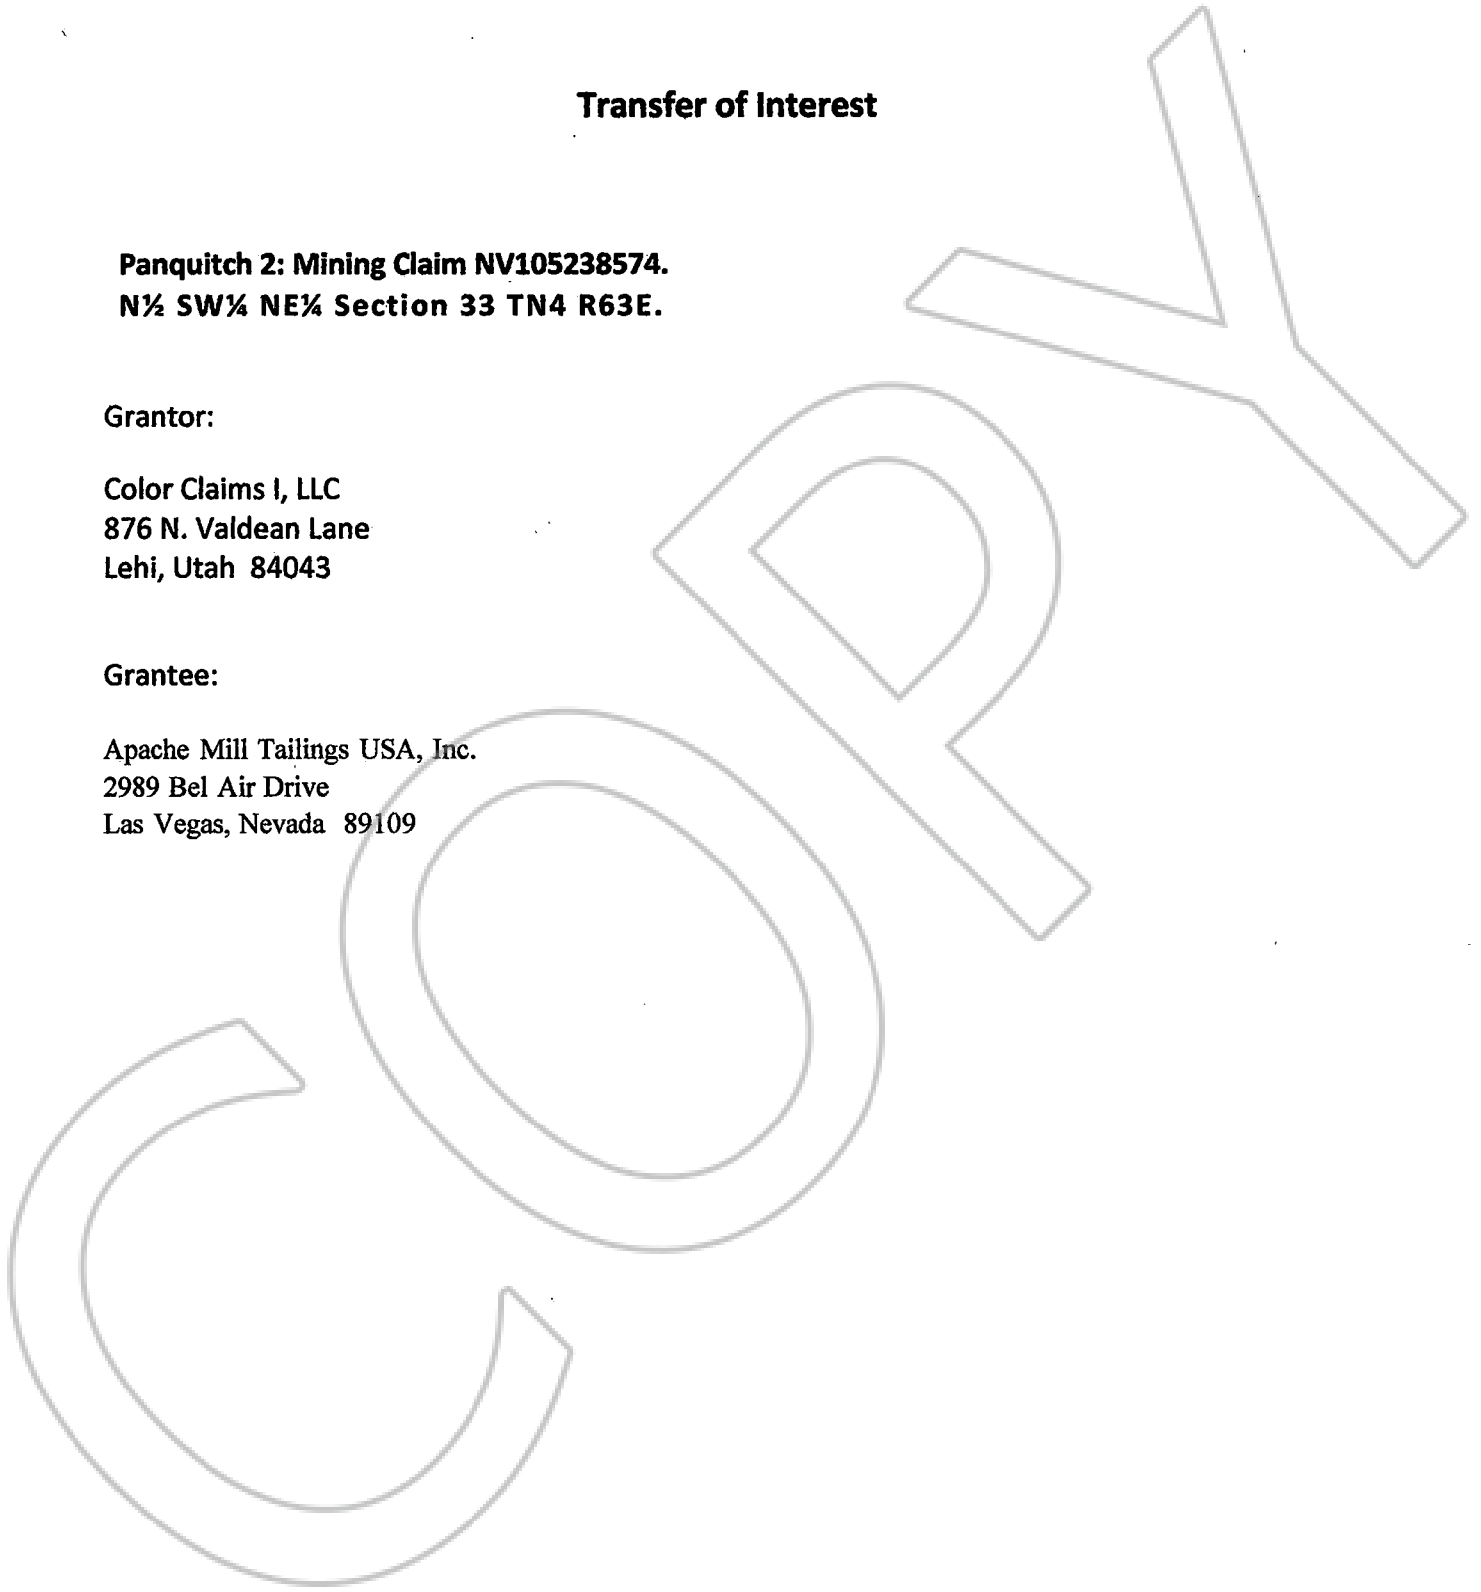 Transfer of Interest
Panquitch 2: Mining Claim NV105238574.
N½ SW¼ NE¼ Section 33 TN4 R63E.
Grantor:
Color Claims I, LLC
876 N. Valdean Lane
Lehi, Utah 84043
Grantee:
Apache Mill Tailings USA, Inc.
2989 Bel Air Drive
Las Vegas, Nevada 89109
COPY